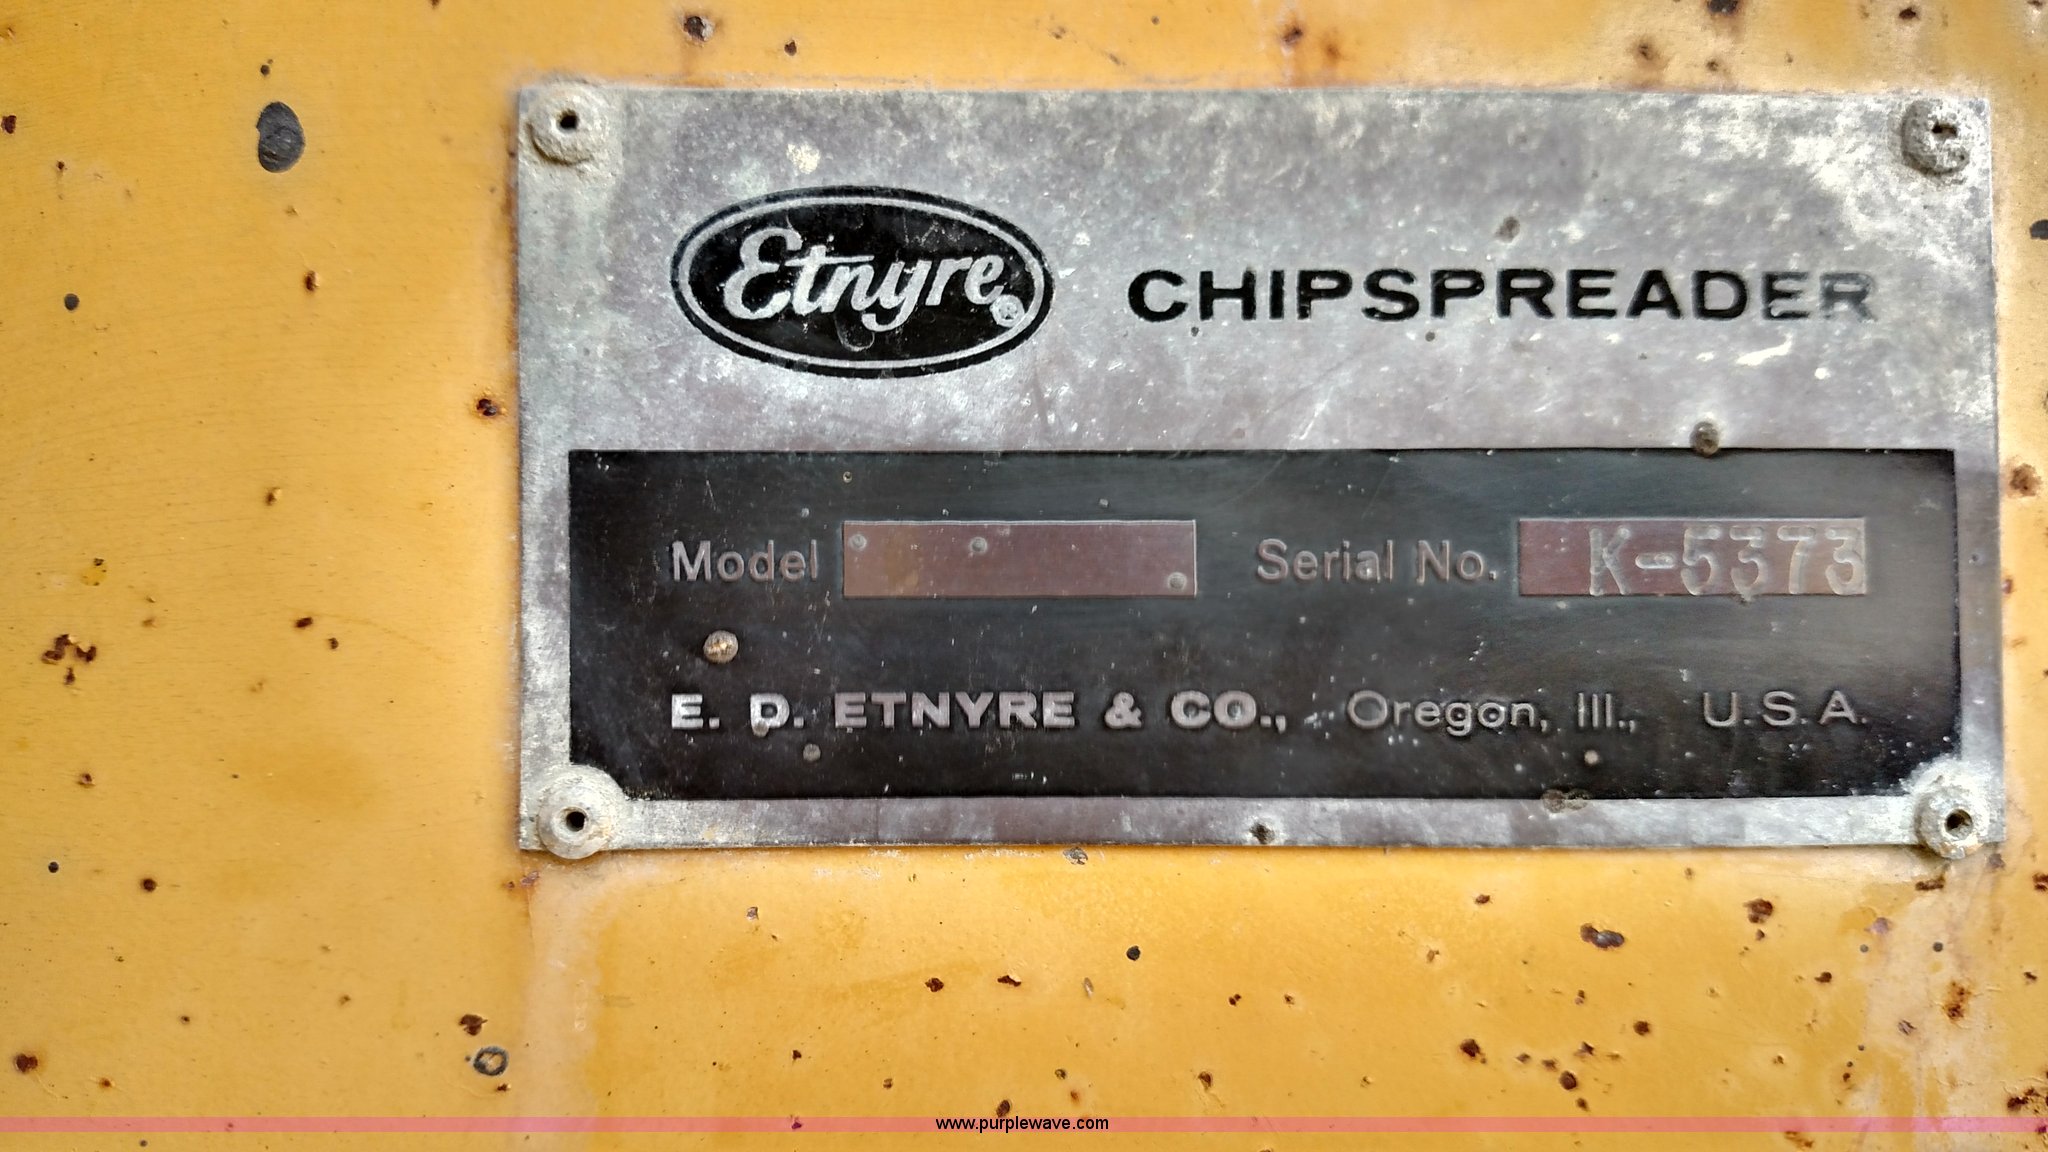 Etnyre®
CHIPSPREADER
Model
Serial No. K-5373
E. D. ETNYRE & CO., Oregon, Ill., U.S.A.
www.purplewave.com